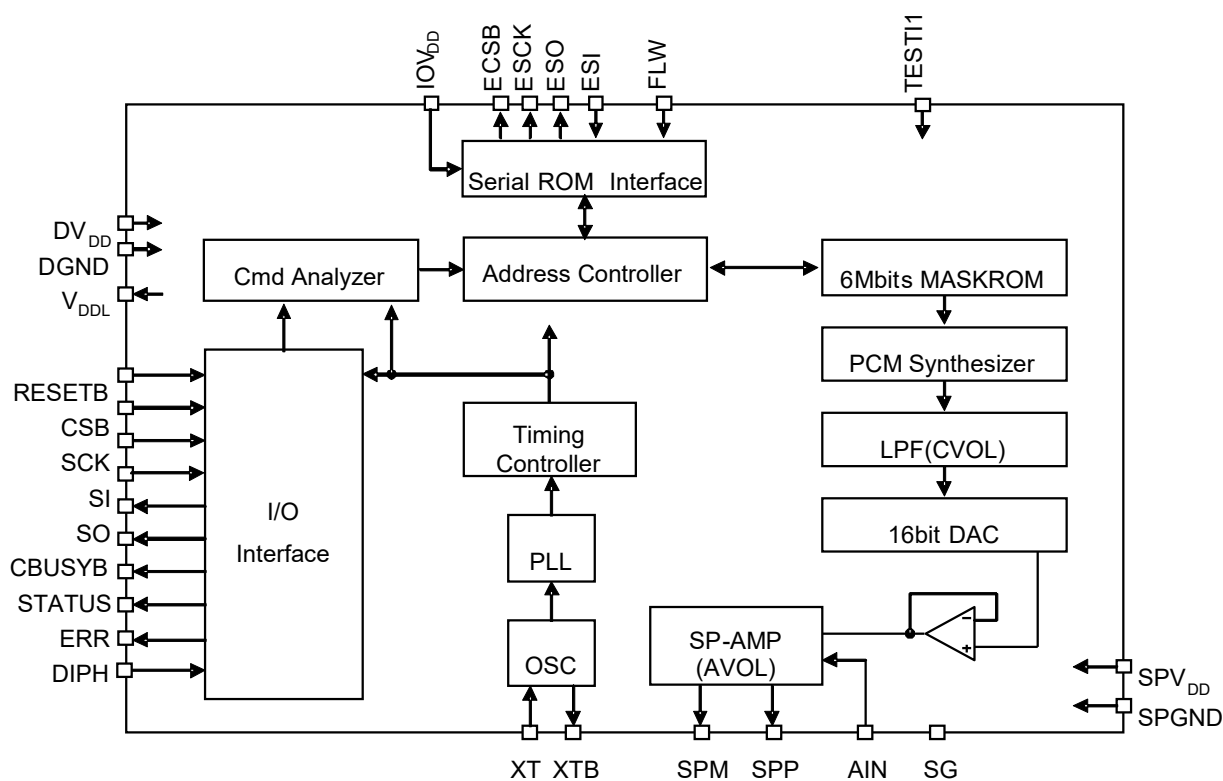 IOVDD
ECSB
ESCK
ESO
ESI
FLW
TESTI1
Serial ROM Interface
DVDD
DGND
VDDL
Cmd Analyzer
Address Controller
6Mbits MASKROM
PCM Synthesizer
LPF(CVOL)
16bit DAC
RESETB
CSB
SCK
SI
SO
CBUSYB
STATUS
ERR
DIPH
I/O
Interface
Timing
Controller
PLL
OSC
SP-AMP
(AVOL)
−
+
SPVDD
SPGND
XT
XTB
SPM
SPP
AIN
SG